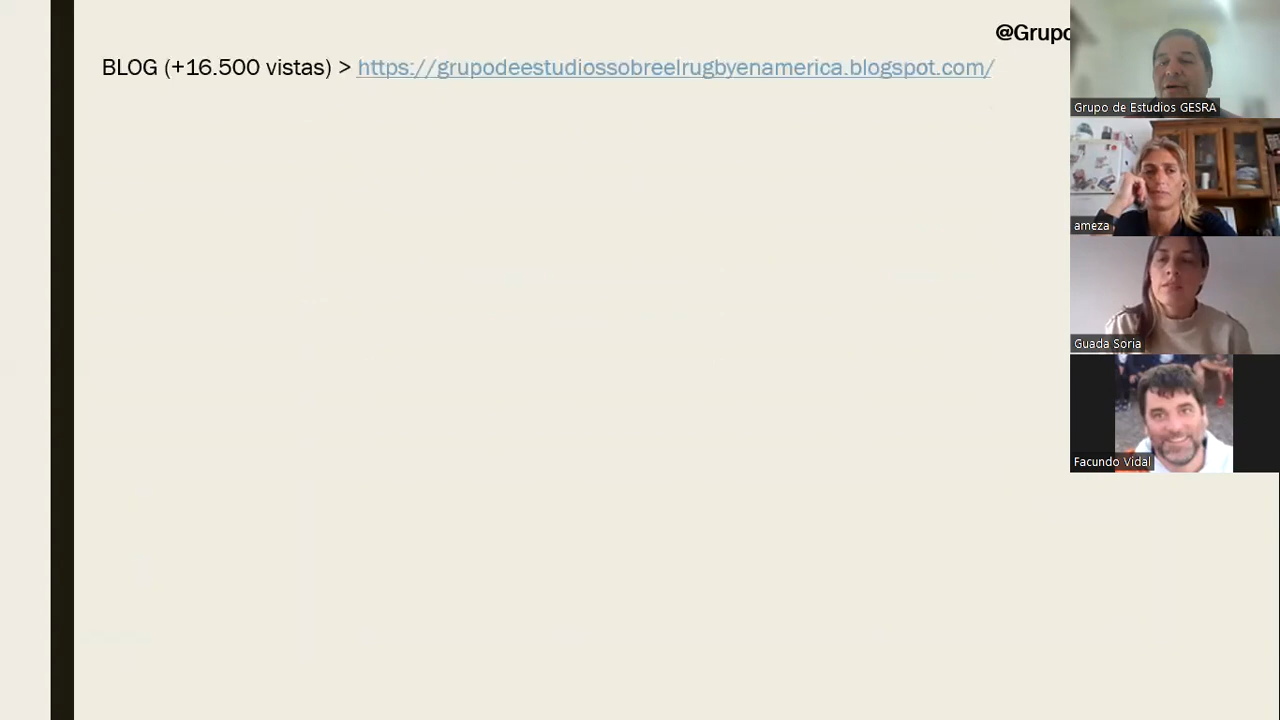 @Grupo
BLOG (+16.500 vistas) > https://grupodeestudiossobreelrugbyenamerica.blogspot.com/
Grupo de Estudios GESRA
ameza
Guada Soria
Facundo Vidal